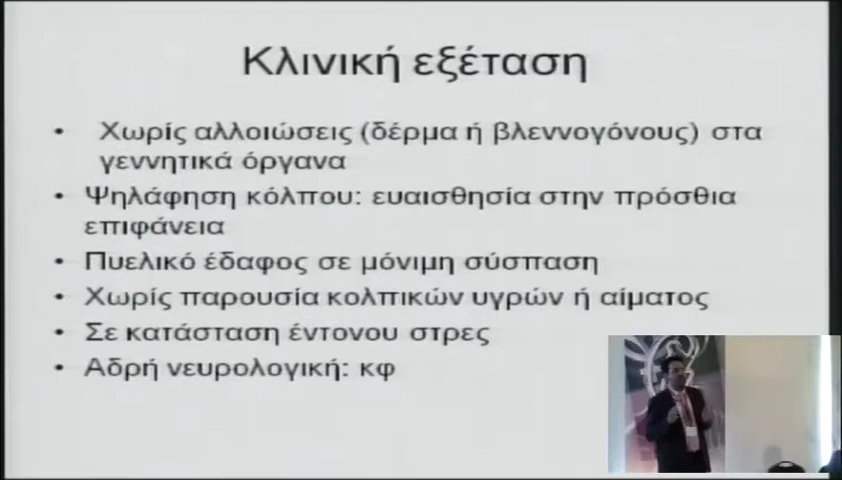 Κλινική εξέταση
• Χωρίς αλλοιώσεις (δέρμα ή βλεννογόνους) στα
γεννητικά όργανα
• Ψηλάφηση κόλπου: ευαισθησία στην πρόσθια
επιφάνεια
• Πυελικό έδαφος σε μόνιμη σύσπαση
• Χωρίς παρουσία κολπικών υγρών ή αίματος
• Σε κατάσταση έντονου στρες
• Αδρή νευρολογική: κφ